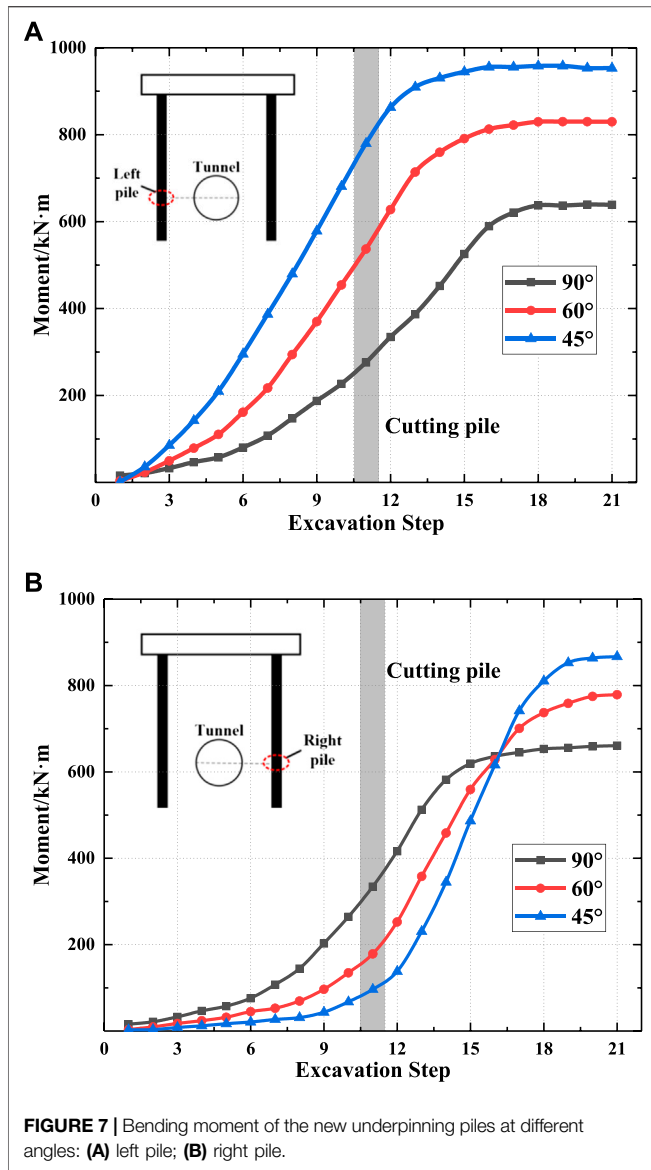 A
1000
800
600
400
200
Moment/kN·m
Left
pile
Tunnel
90°
60°
45°
Cutting pile
0 3 6 9 12 15 18 21
Excavation Step
B
1000
800
600
400
200
Moment/kN·m
Cutting pile
Tunnel
Right
pile
90°
60°
45°
0 3 6 9 12 15 18 21
Excavation Step
FIGURE 7 | Bending moment of the new underpinning piles at different
angles: (A) left pile; (B) right pile.